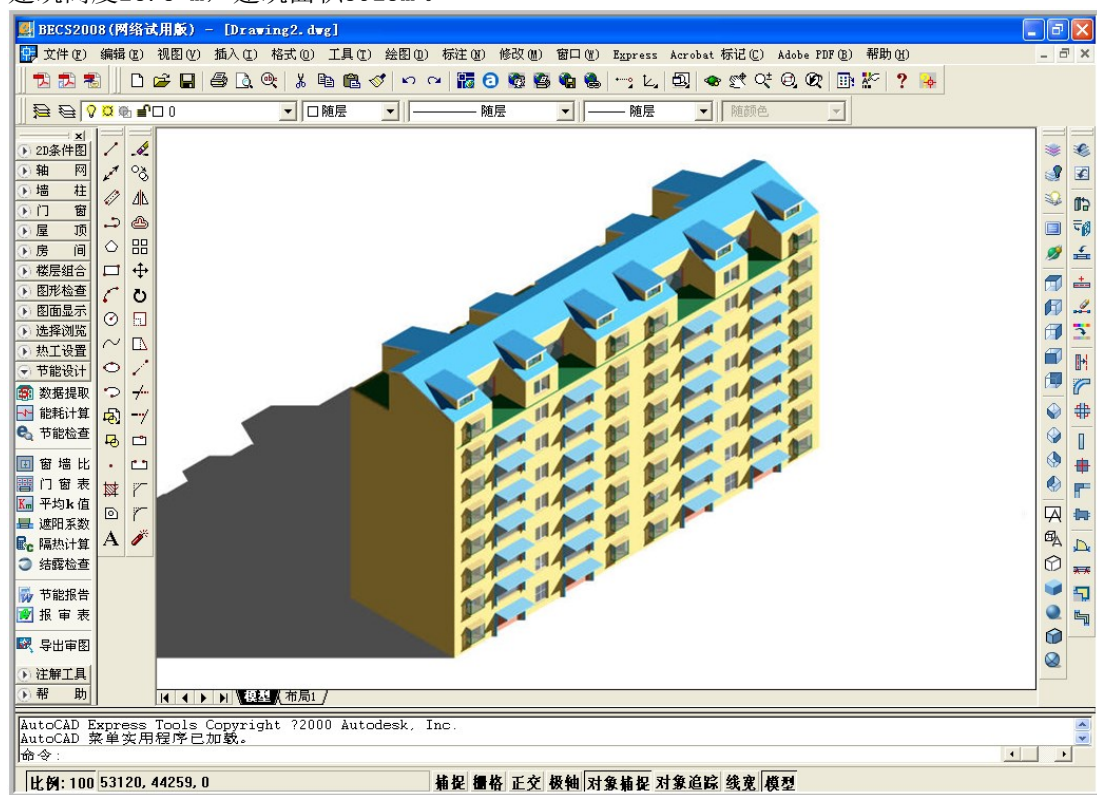 BECS2008(网络试用版) - [Drawing2.dwg]
文件(F) 编辑(E) 视图(V) 插入(I) 格式(O) 工具(T) 绘图(D) 标注(N) 修改(M) 窗口(W) Express Acrobat 标记(C) Adobe PDF(B) 帮助(H)
0 随层 随层 随层 随颜色
2D条件图
轴 网
墙 柱
门 窗
屋 顶
房 间
楼层组合
图形检查
图面显示
选择浏览
热工设置
节能设计
数据提取
能耗计算
节能检查
窗 墙 比
门 窗 表
平均k值
遮阳系数
隔热计算
结露检查
节能报告
报 审 表
导出审图
注解工具
帮 助
模型 布局1
AutoCAD Express Tools Copyright ?2000 Autodesk, Inc.
AutoCAD 菜单实用程序已加载。
命令:
比例: 100 53120, 44259, 0 捕捉 栅格 正交 极轴 对象捕捉 对象追踪 线宽 模型